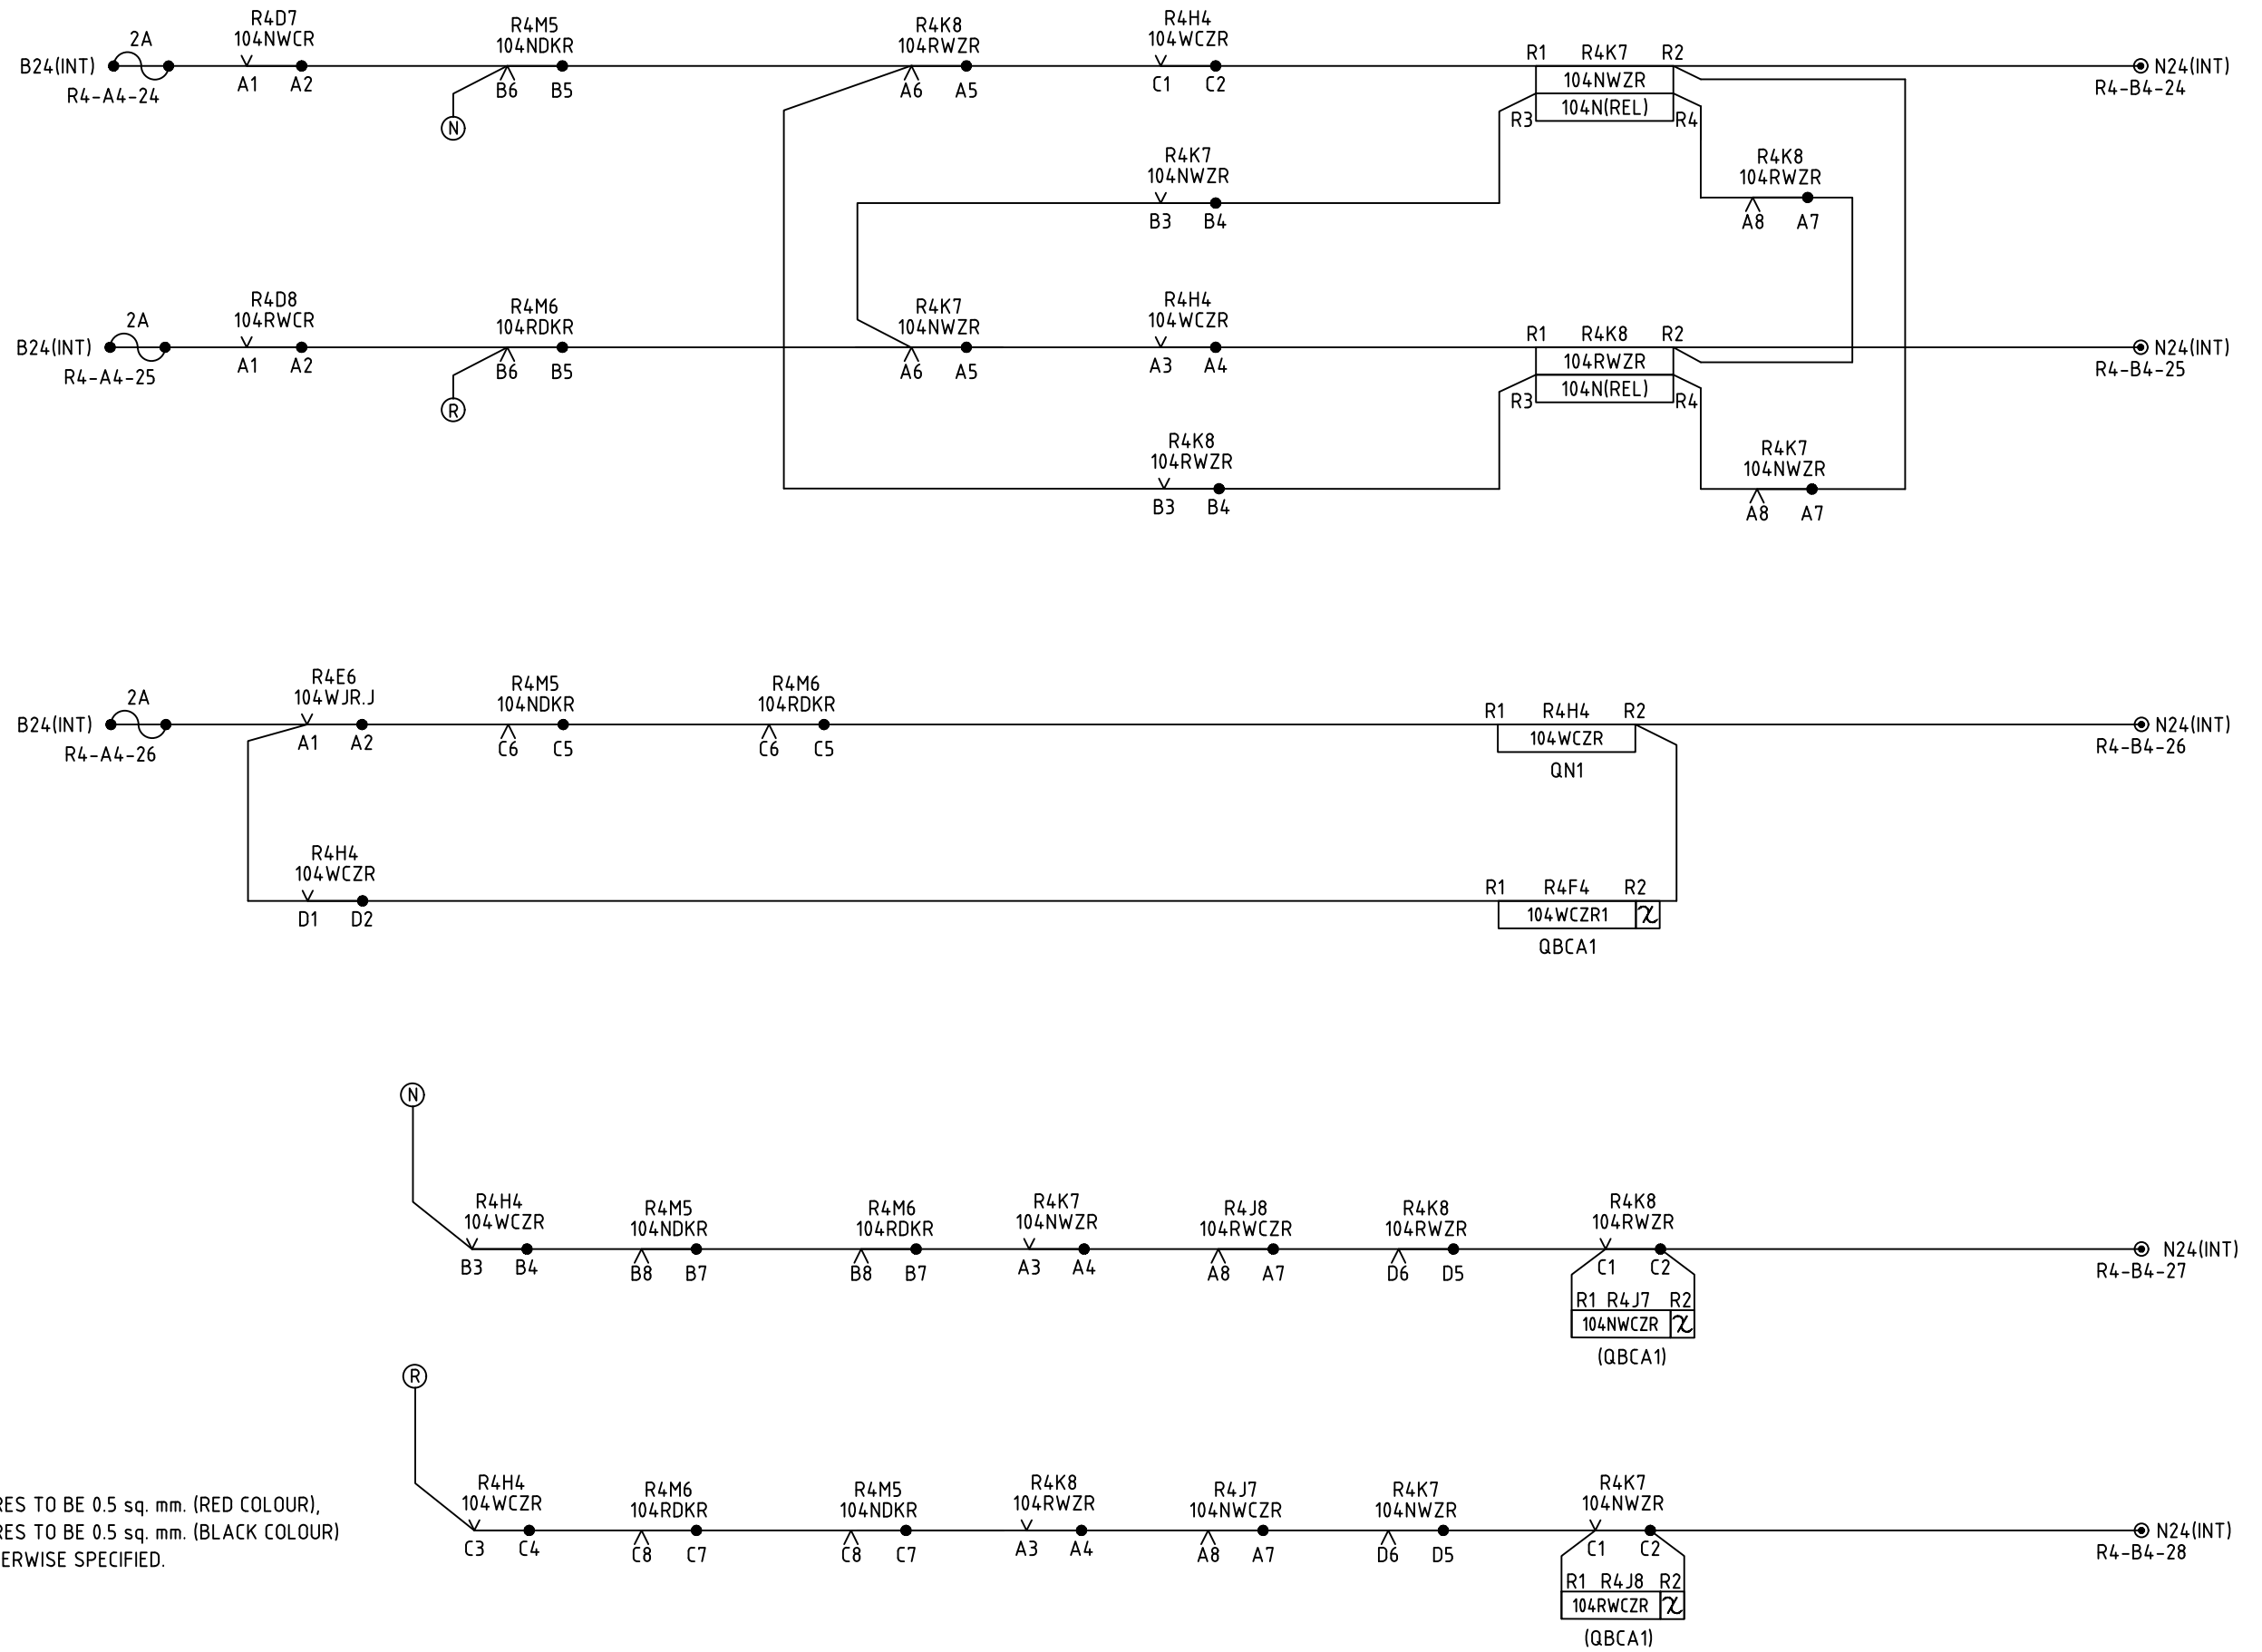 R4D7
104NWCR
2A
B24(INT)
R4-A4-24
A1 A2
R4M5
104NDKR
B6 B5
N
R4K8
104RWZR
A6 A5
R4H4
104WCZR
C1 C2
R1 R4K7 R2
104NWZR
104N(REL)
R3 R4
N24(INT)
R4-B4-24
R4K7
104NWZR
B3 B4
R4K8
104RWZR
A8 A7
R4D8
104RWCR
2A
B24(INT)
R4-A4-25
A1 A2
R4M6
104RDKR
B6 B5
R
R4K7
104NWZR
A6 A5
R4H4
104WCZR
A3 A4
R1 R4K8 R2
104RWZR
104N(REL)
R3 R4
N24(INT)
R4-B4-25
R4K8
104RWZR
B3 B4
R4K7
104NWZR
A8 A7
2A
B24(INT)
R4-A4-26
R4E6
104WJR.J
A1 A2
R4M5
104NDKR
C6 C5
R4M6
104RDKR
C6 C5
R1 R4H4 R2
104WCZR
QN1
N24(INT)
R4-B4-26
R4H4
104WCZR
D1 D2
R1 R4F4 R2
104WCZR1 X
QBCA1
N
R4H4
104WCZR
B3 B4
R4M5
104NDKR
B8 B7
R4M6
104RDKR
B8 B7
R4K7
104NWZR
A3 A4
R4J8
104RWCZR
A8 A7
R4K8
104RWZR
D6 D5
R4K8
104RWZR
C1 C2
R1 R4J7 R2
104NWCZR X
(QBCA1)
N24(INT)
R4-B4-27
R
R4H4
104WCZR
C3 C4
R4M6
104RDKR
C8 C7
R4M5
104NDKR
C8 C7
R4K8
104RWZR
A3 A4
R4J7
104NWCZR
A8 A7
R4K7
104NWZR
D6 D5
R4K7
104NWZR
C1 C2
R1 R4J8 R2
104RWCZR X
(QBCA1)
N24(INT)
R4-B4-28
RES TO BE 0.5 sq. mm. (RED COLOUR),
RES TO BE 0.5 sq. mm. (BLACK COLOUR)
ERWISE SPECIFIED.